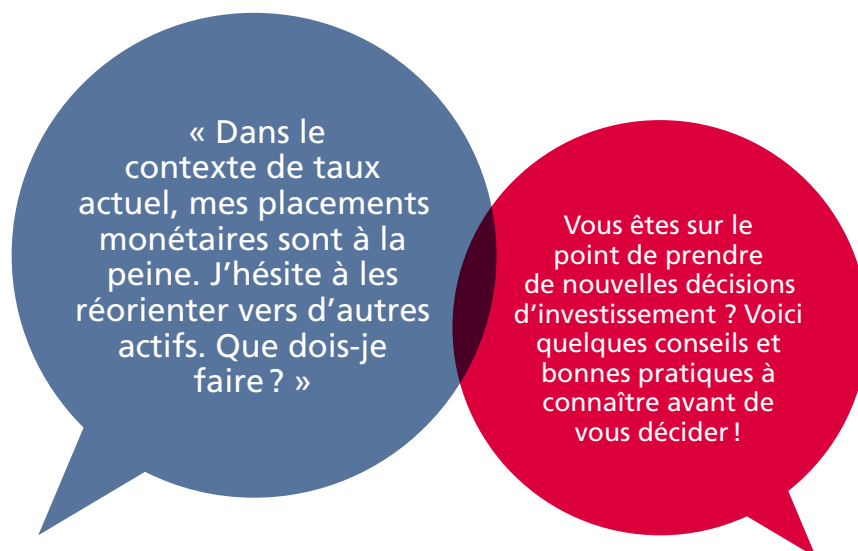 « Dans le
contexte de taux
actuel, mes placements
monétaires sont à la
peine. J’hésite à les
réorienter vers d’autres
actifs. Que dois-je
faire ? »
Vous êtes sur le
point de prendre
de nouvelles décisions
d’investissement ? Voici
quelques conseils et
bonnes pratiques à
connaître avant de
vous décider !